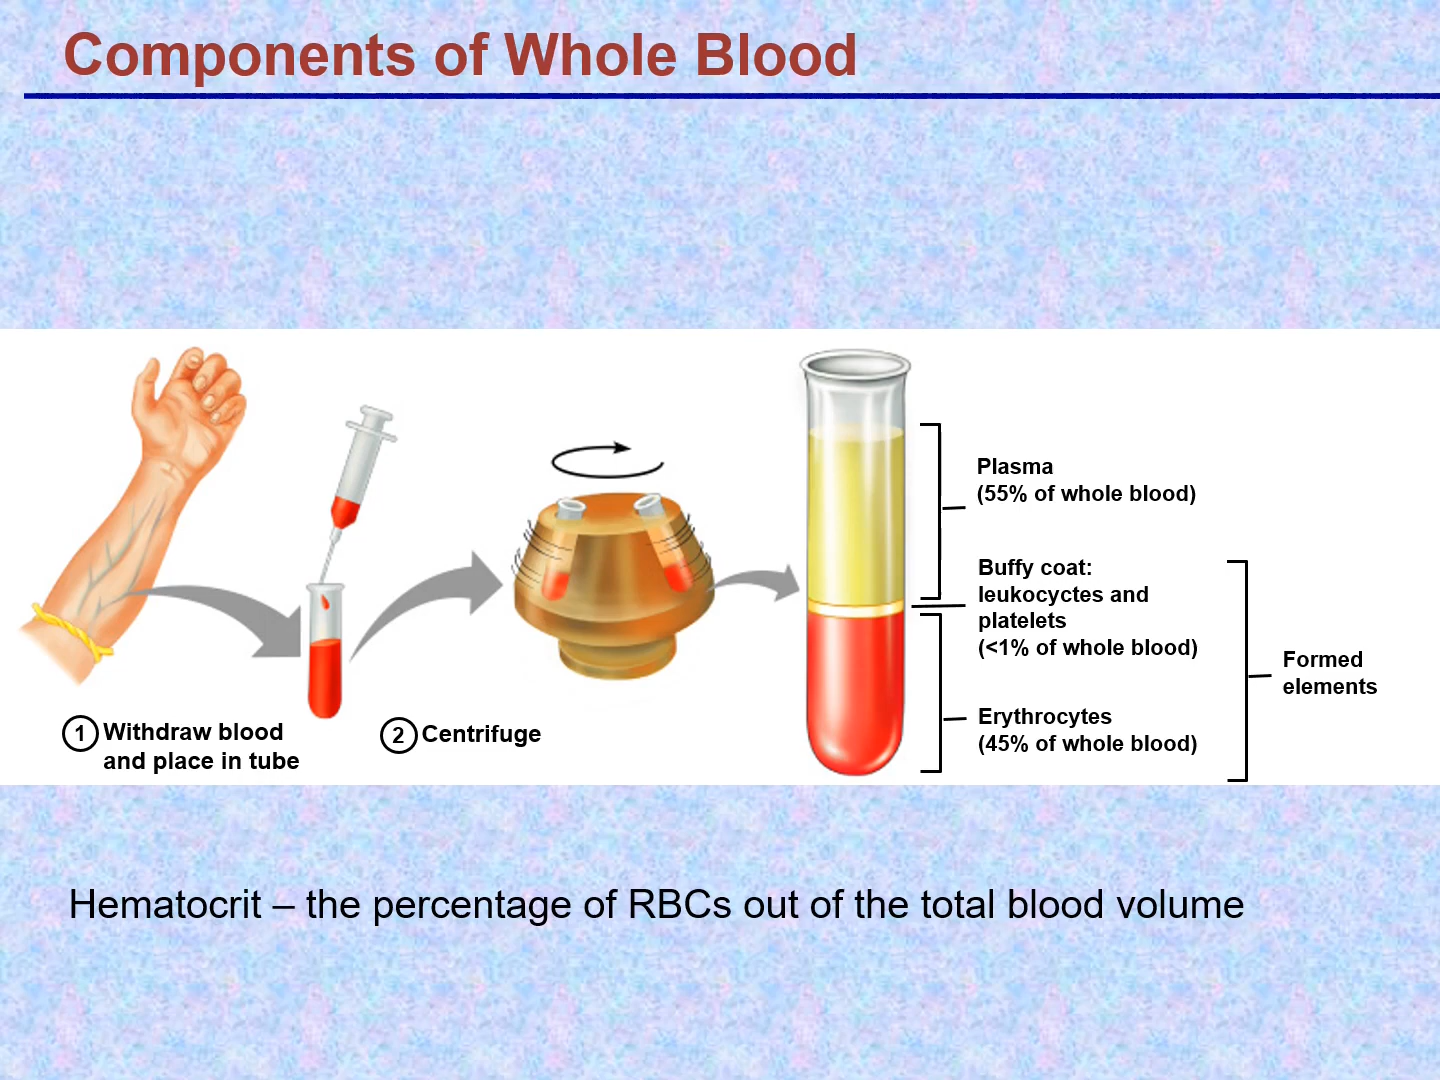 Components of Whole Blood
Plasma
(55% of whole blood)
Buffy coat:
leukocyctes and
platelets
(<1% of whole blood)
Formed
elements
Erythrocytes
(45% of whole blood)
1 Withdraw blood
and place in tube
2 Centrifuge
Hematocrit – the percentage of RBCs out of the total blood volume